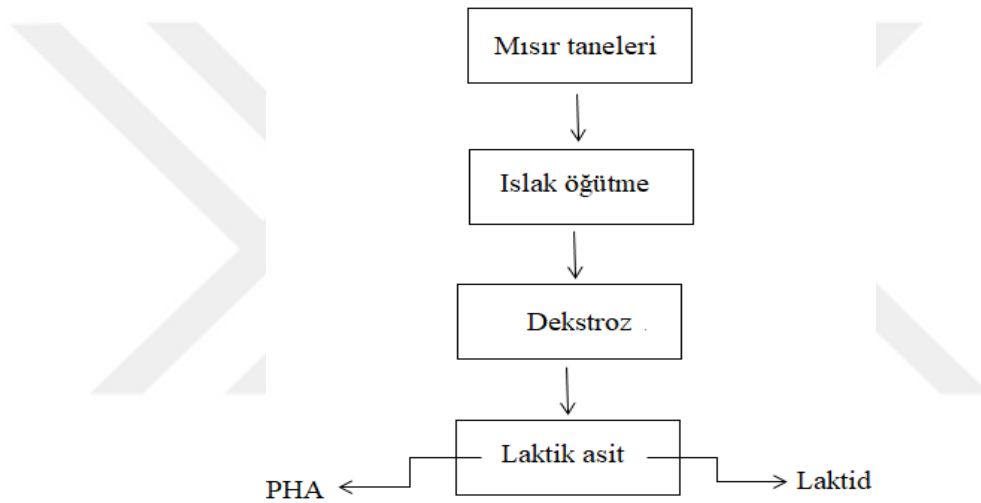 Mısır taneleri
Islak öğütme
Dekstroz
Laktik asit
PHA
Laktid